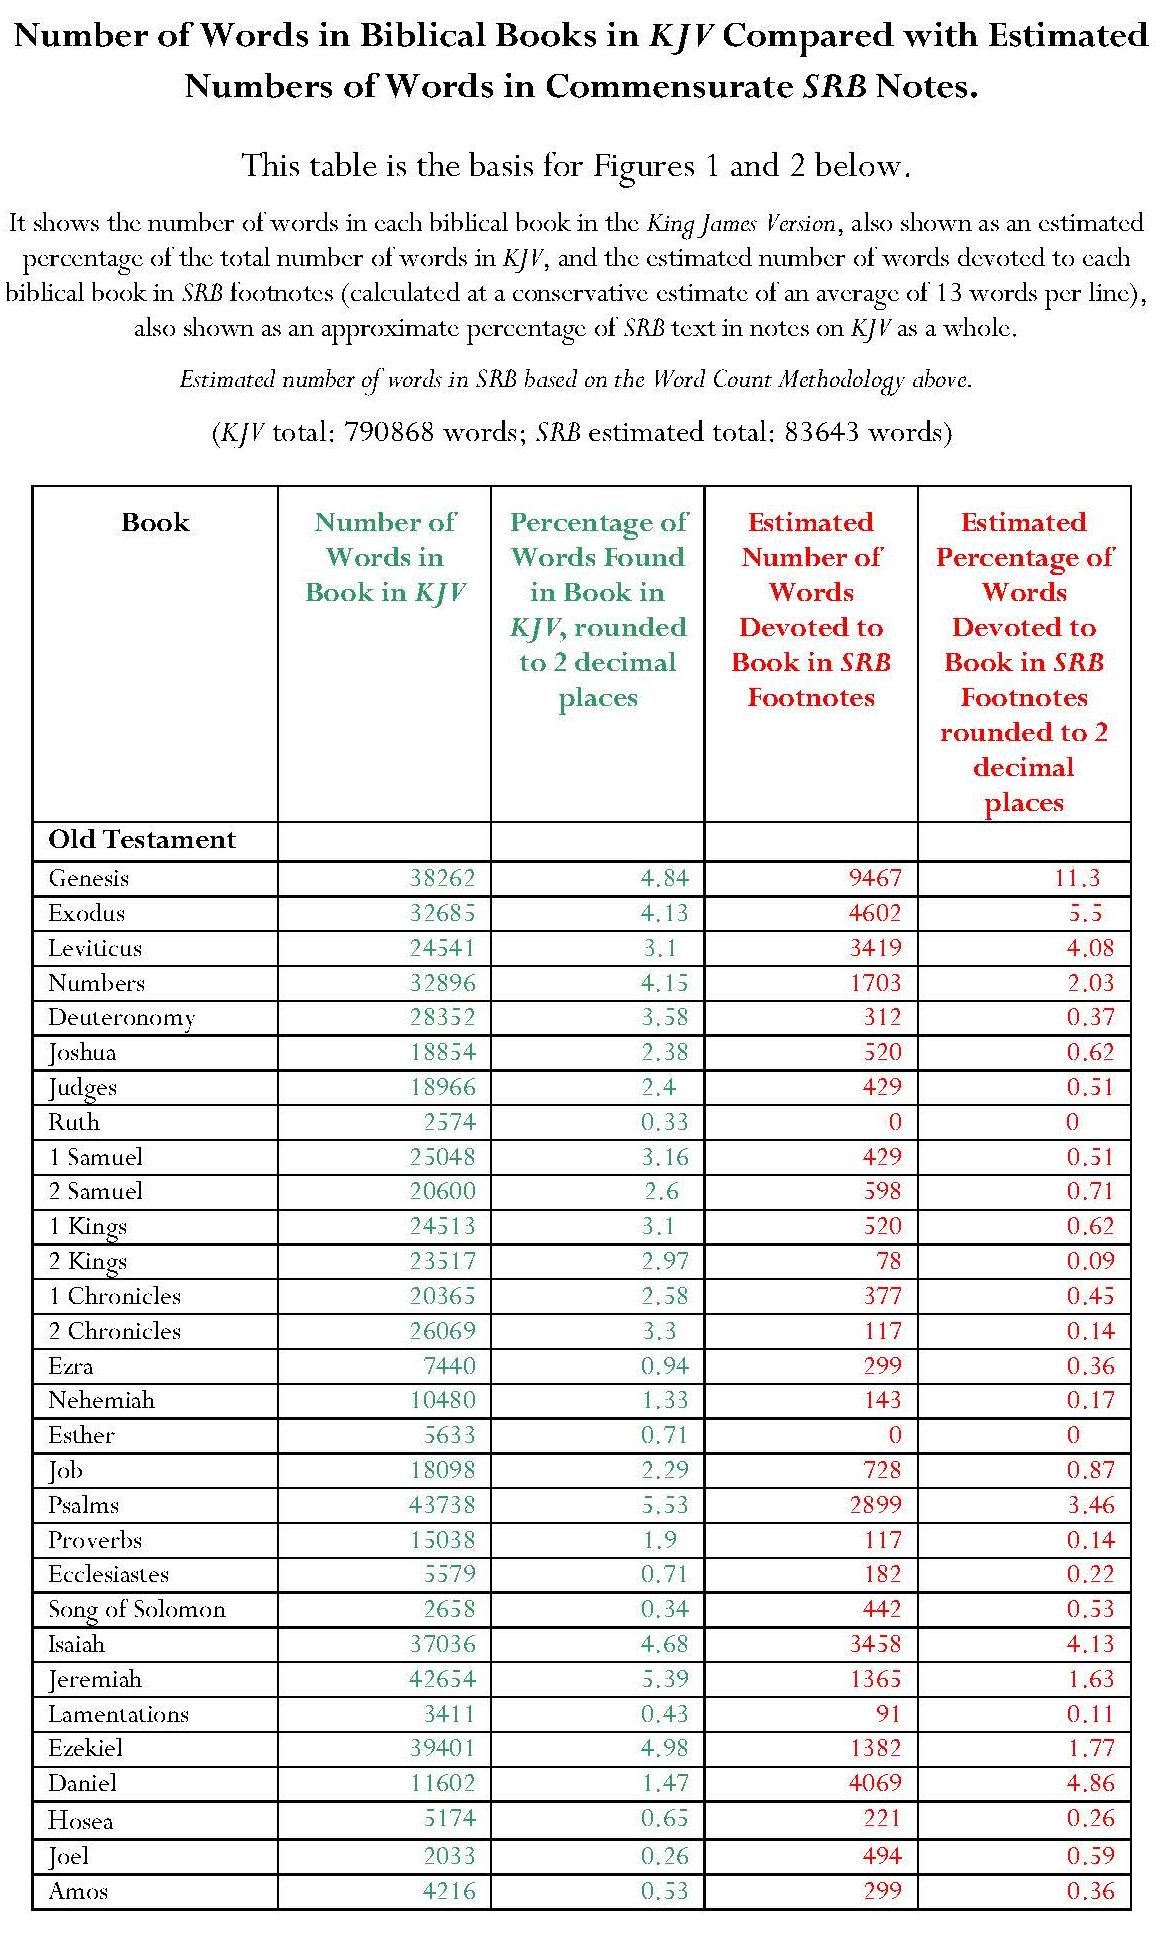 Number of Words in Biblical Books in KJV Compared with Estimated
Numbers of Words in Commensurate SRB Notes.
This table is the basis for Figures 1 and 2 below.
It shows the number of words in each biblical book in the King James Version, also shown as an estimated
percentage of the total number of words in KJV, and the estimated number of words devoted to each
biblical book in SRB footnotes (calculated at a conservative estimate of an average of 13 words per line),
also shown as an approximate percentage of SRB text in notes on KJV as a whole.
Estimated number of words in SRB based on the Word Count Methodology above.
(KJV total: 790868 words; SRB estimated total: 83643 words)
Book
Number of
Words in
Book in KJV
Percentage of
Words Found
in Book in
KJV, rounded
to 2 decimal
places
Estimated
Number of
Words
Devoted to
Book in SRB
Footnotes
Estimated
Percentage of
Words
Devoted to
Book in SRB
Footnotes
rounded to 2
decimal
places
Old Testament
Genesis 38262 4.84 9467 11.3
Exodus 32685 4.13 4602 5.5
Leviticus 24541 3.1 3419 4.08
Numbers 32896 4.15 1703 2.03
Deuteronomy 28352 3.58 312 0.37
Joshua 18854 2.38 520 0.62
Judges 18966 2.4 429 0.51
Ruth 2574 0.33 0 0
1 Samuel 25048 3.16 429 0.51
2 Samuel 20600 2.6 598 0.71
1 Kings 24513 3.1 520 0.62
2 Kings 23517 2.97 78 0.09
1 Chronicles 20365 2.58 377 0.45
2 Chronicles 26069 3.3 117 0.14
Ezra 7440 0.94 299 0.36
Nehemiah 10480 1.33 143 0.17
Esther 5633 0.71 0 0
Job 18098 2.29 728 0.87
Psalms 43738 5.53 2899 3.46
Proverbs 15038 1.9 117 0.14
Ecclesiastes 5579 0.71 182 0.22
Song of Solomon 2658 0.34 442 0.53
Isaiah 37036 4.68 3458 4.13
Jeremiah 42654 5.39 1365 1.63
Lamentations 3411 0.43 91 0.11
Ezekiel 39401 4.98 1382 1.77
Daniel 11602 1.47 4069 4.86
Hosea 5174 0.65 221 0.26
Joel 2033 0.26 494 0.59
Amos 4216 0.53 299 0.36